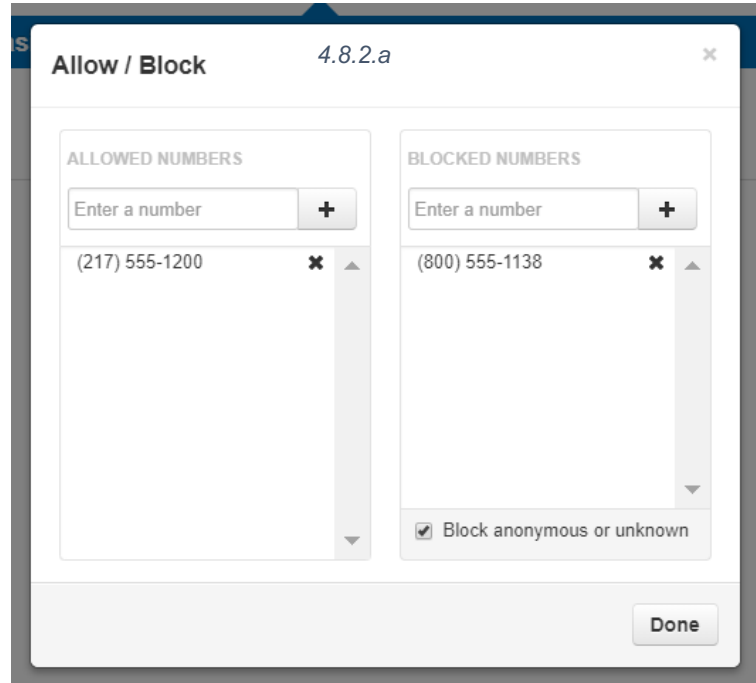 Allow / Block
4.8.2.a
×
ALLOWED NUMBERS
BLOCKED NUMBERS
Enter a number
Enter a number
(217) 555-1200
(800) 555-1138
Block anonymous or unknown
Done